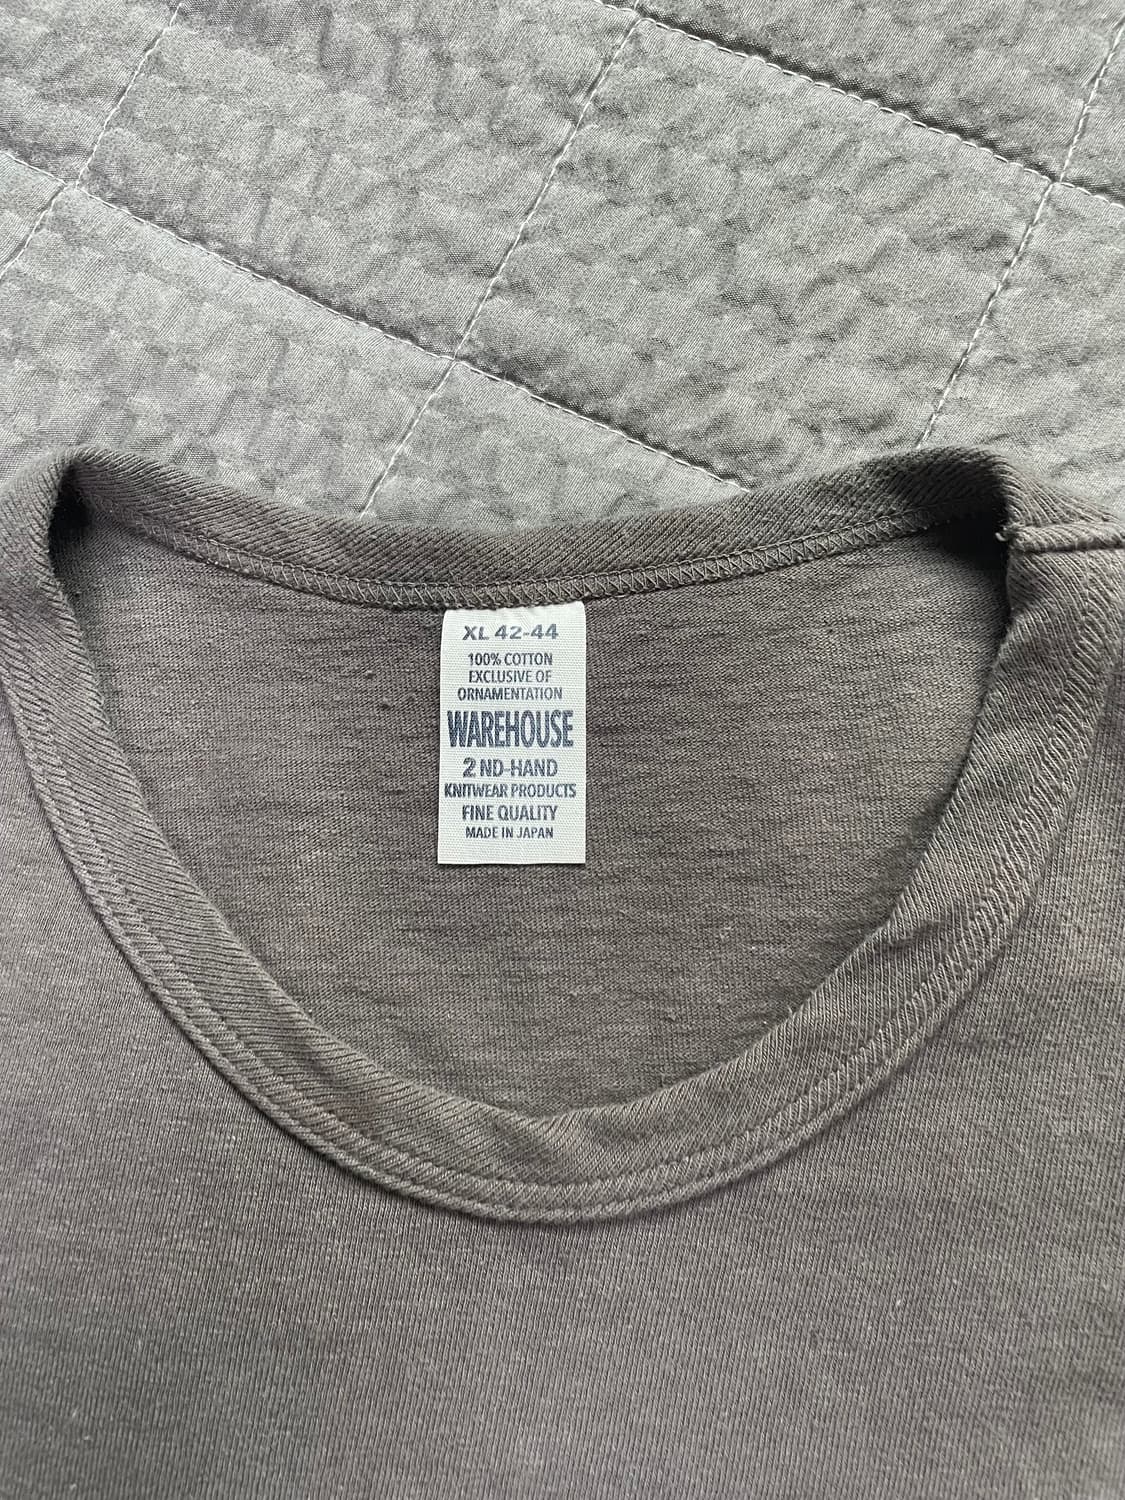 XL 42-44
100% COTTON
EXCLUSIVE OF
ORNAMENTATION
WAREHOUSE
2 ND-HAND
KNITWEAR PRODUCTS
FINE QUALITY
MADE IN JAPAN